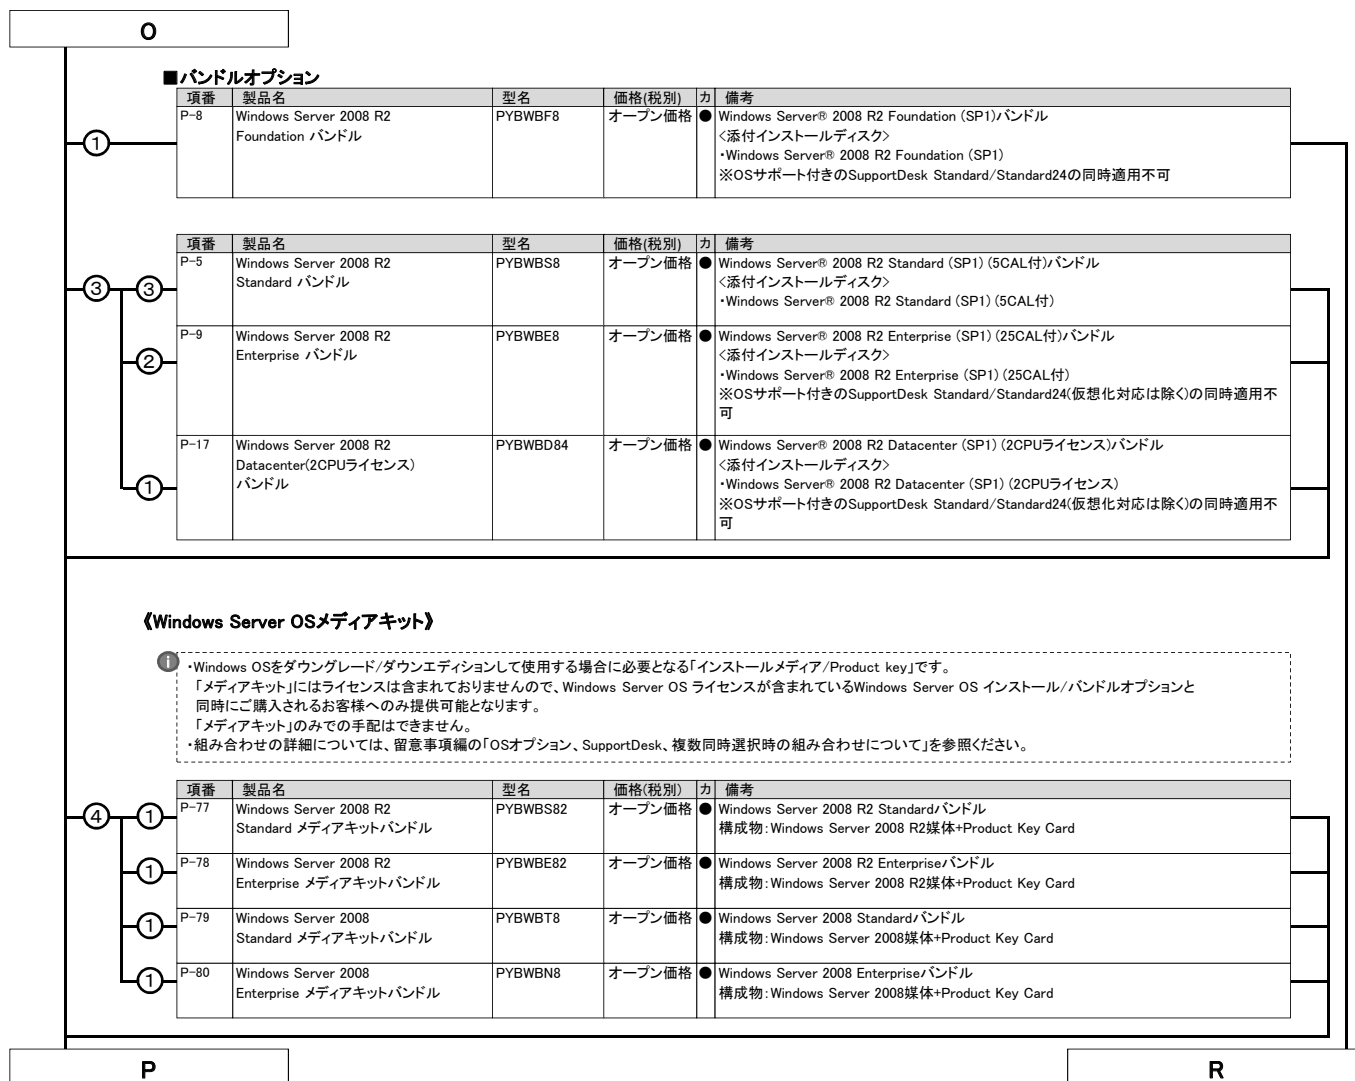 O
■バンドルオプション
項番 製品名 型名 価格(税別) カ 備考
P-8 Windows Server 2008 R2 PYBWBF8 オープン価格 ● Windows Server® 2008 R2 Foundation (SP1)バンドル
Foundation バンドル <添付インストールディスク>
① ・Windows Server® 2008 R2 Foundation (SP1)
※OSサポート付きのSupportDesk Standard/Standard24の同時適用不可
項番 製品名 型名 価格(税別) カ 備考
P-5 Windows Server 2008 R2 PYBWBS8 オープン価格 ● Windows Server® 2008 R2 Standard (SP1) (5CAL付)バンドル
③ ③ Standard バンドル <添付インストールディスク>
・Windows Server® 2008 R2 Standard (SP1) (5CAL付)
P-9 Windows Server 2008 R2 PYBWBE8 オープン価格 ● Windows Server® 2008 R2 Enterprise (SP1) (25CAL付)バンドル
② Enterprise バンドル <添付インストールディスク>
・Windows Server® 2008 R2 Enterprise (SP1) (25CAL付)
※OSサポート付きのSupportDesk Standard/Standard24(仮想化対応は除く)の同時適用不
可
P-17 Windows Server 2008 R2 PYBWBD84 オープン価格 ● Windows Server® 2008 R2 Datacenter (SP1) (2CPUライセンス)バンドル
Datacenter(2CPUライセンス) <添付インストールディスク>
① バンドル ・Windows Server® 2008 R2 Datacenter (SP1) (2CPUライセンス)
※OSサポート付きのSupportDesk Standard/Standard24(仮想化対応は除く)の同時適用不
可
《Windows Server OSメディアキット》
i ・Windows OSをダウングレード/ダウンエディションして使用する場合に必要となる「インストールメディア/Product key」です。
「メディアキット」にはライセンスは含まれておりませんので、Windows Server OS ライセンスが含まれているWindows Server OS インストール/バンドルオプションと
同時にご購入されるお客様へのみ提供可能となります。
「メディアキット」のみでの手配はできません。
・組み合わせの詳細については、留意事項編の「OSオプション、SupportDesk、複数同時選択時の組み合わせについて」を参照ください。
項番 製品名 型名 価格(税別) カ 備考
④ ① P-77 Windows Server 2008 R2 PYBWBS82 オープン価格 ● Windows Server 2008 R2 Standardバンドル
Standard メディアキットバンドル 構成物：Windows Server 2008 R2媒体+Product Key Card
① P-78 Windows Server 2008 R2 PYBWBE82 オープン価格 ● Windows Server 2008 R2 Enterpriseバンドル
Enterprise メディアキットバンドル 構成物：Windows Server 2008 R2媒体+Product Key Card
① P-79 Windows Server 2008 PYBWBT8 オープン価格 ● Windows Server 2008 Standardバンドル
Standard メディアキットバンドル 構成物：Windows Server 2008媒体+Product Key Card
① P-80 Windows Server 2008 PYBWBN8 オープン価格 ● Windows Server 2008 Enterpriseバンドル
Enterprise メディアキットバンドル 構成物：Windows Server 2008媒体+Product Key Card
P R